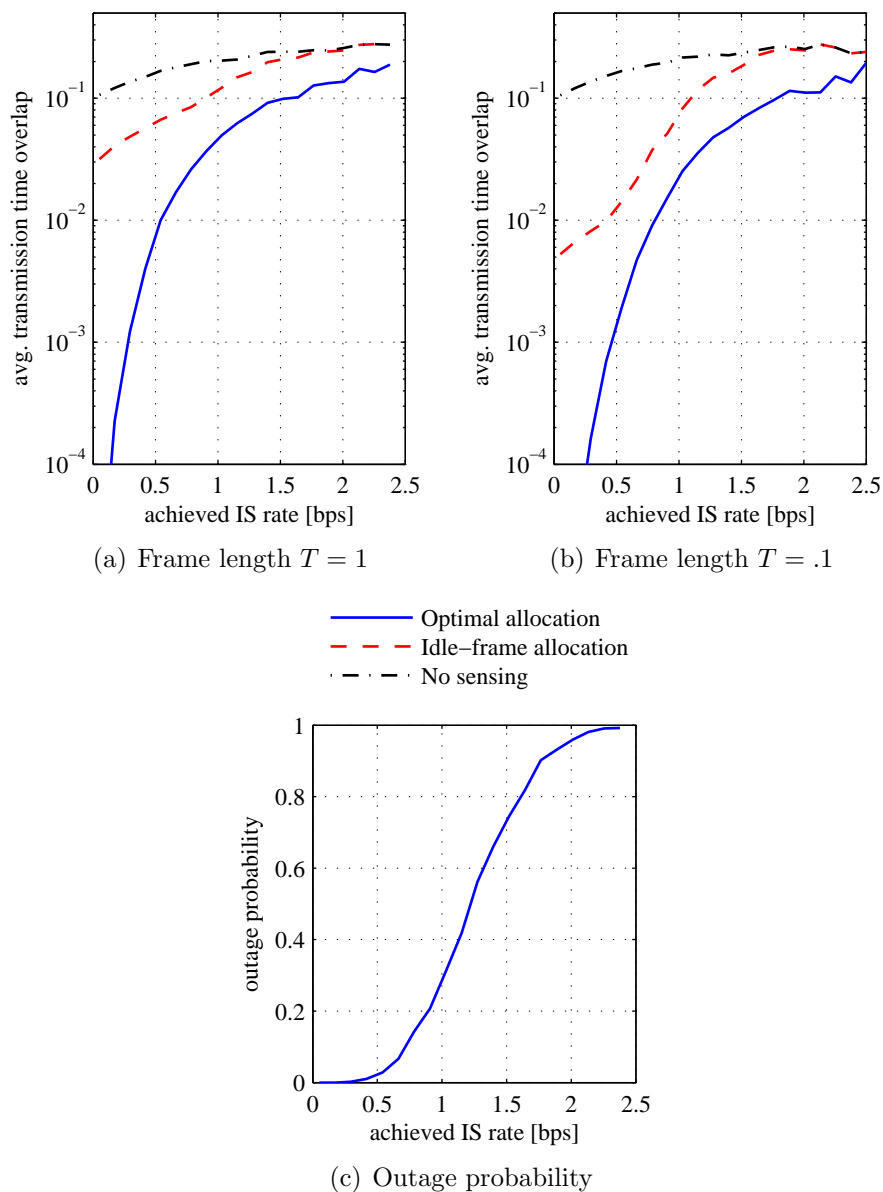 avg. transmission time overlap
10⁻¹
10⁻²
10⁻³
10⁻⁴
0 0.5 1 1.5 2 2.5
achieved IS rate [bps]
(a) Frame length T = 1
avg. transmission time overlap
10⁻¹
10⁻²
10⁻³
10⁻⁴
0 0.5 1 1.5 2 2.5
achieved IS rate [bps]
(b) Frame length T = .1
Optimal allocation
Idle−frame allocation
No sensing
outage probability
1
0.8
0.6
0.4
0.2
0
0 0.5 1 1.5 2 2.5
achieved IS rate [bps]
(c) Outage probability